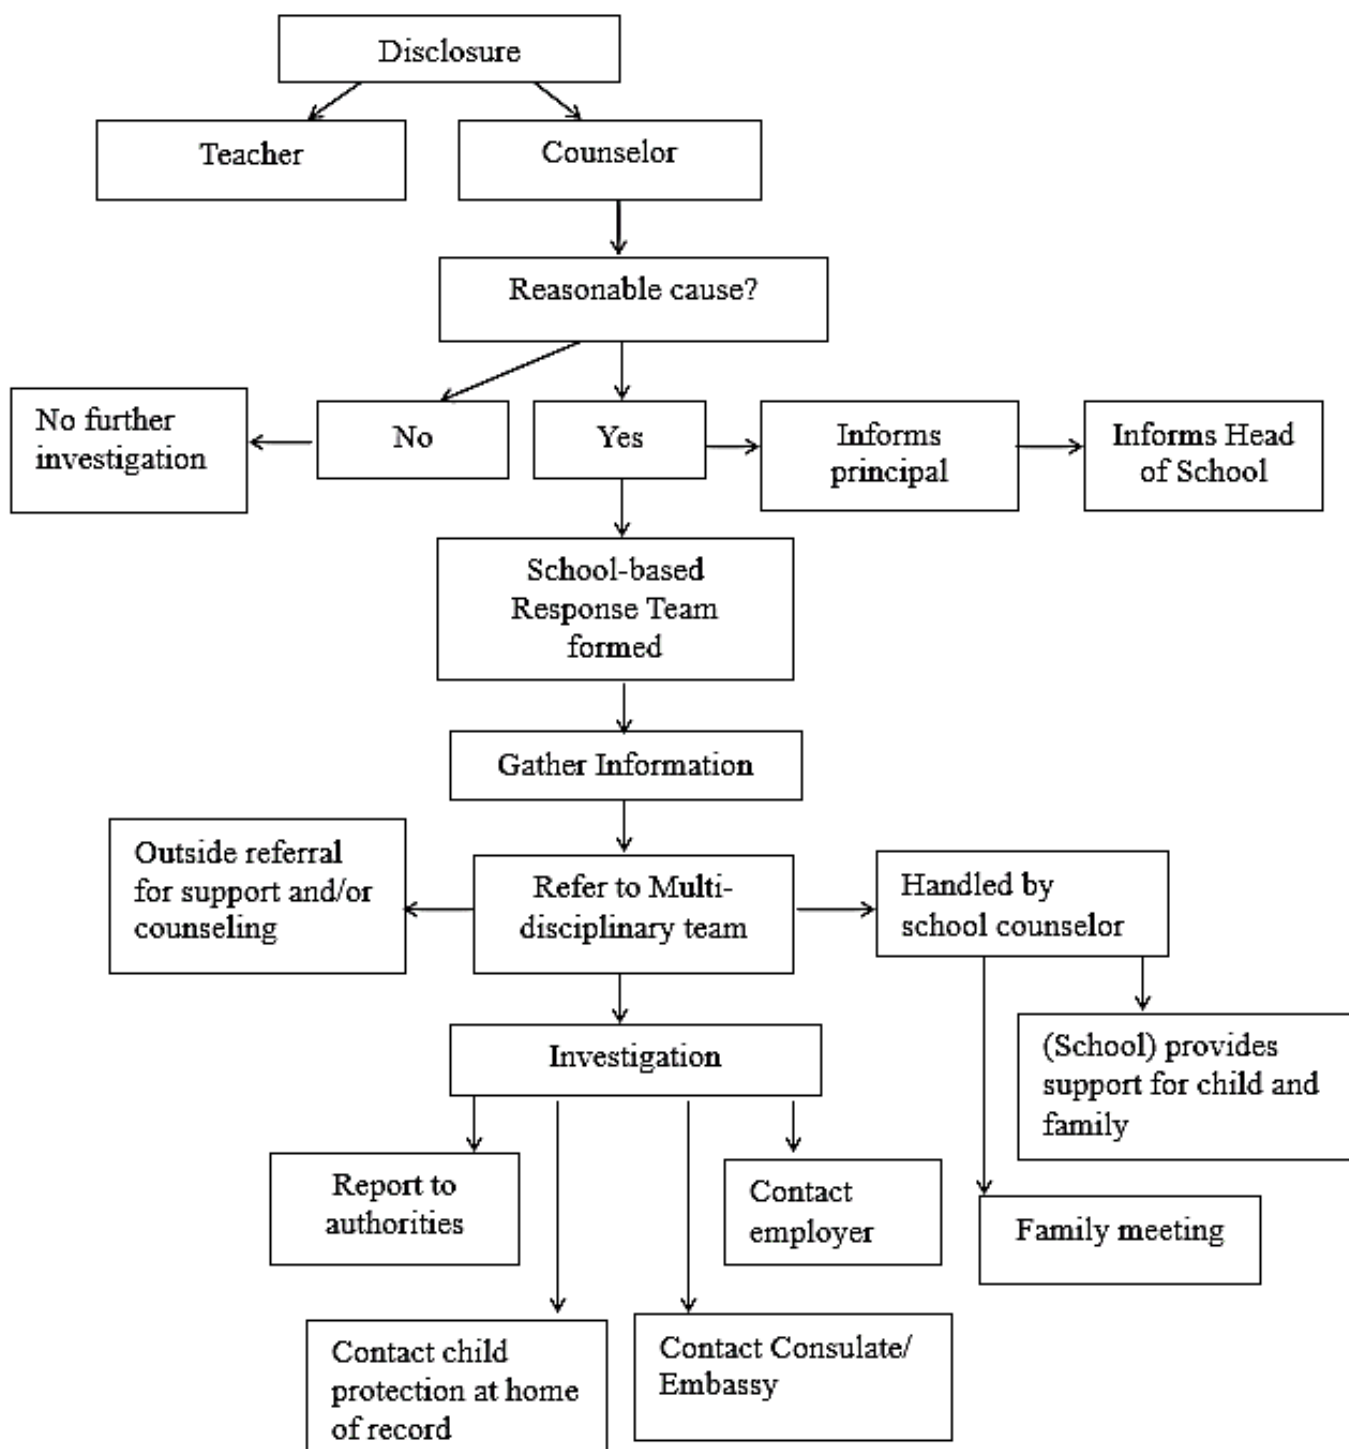 Disclosure
Teacher
Counselor
Reasonable cause?
No further
investigation
No
Yes
Informs
principal
Informs Head
of School
School-based
Response Team
formed
Gather Information
Outside referral
for support and/or
counseling
Refer to Multi-
disciplinary team
Handled by
school counselor
Investigation
(School) provides
support for child and
family
Report to
authorities
Contact
employer
Family meeting
Contact child
protection at home
of record
Contact Consulate/
Embassy